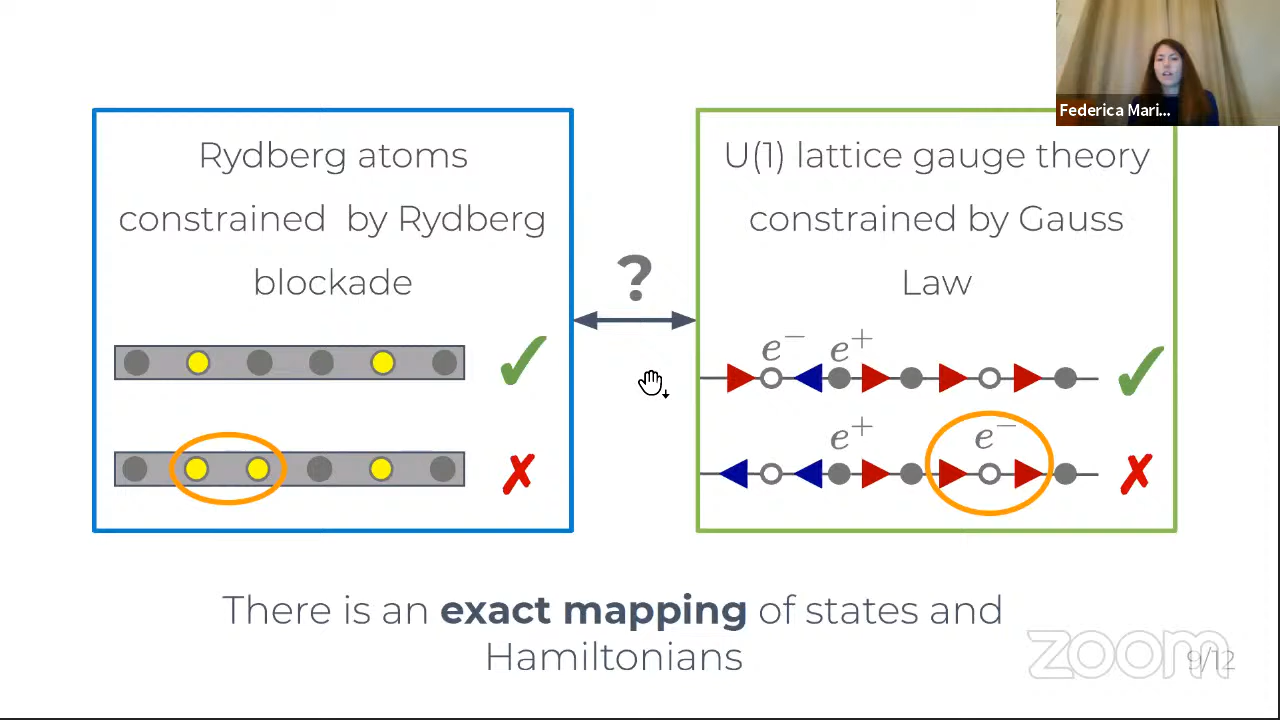 Federica Mari...
Rydberg atoms
constrained by Rydberg
blockade
?
U(1) lattice gauge theory
constrained by Gauss
Law
e⁻ e⁺
e⁺ e⁻
There is an exact mapping of states and
Hamiltonians
zoom
9/12